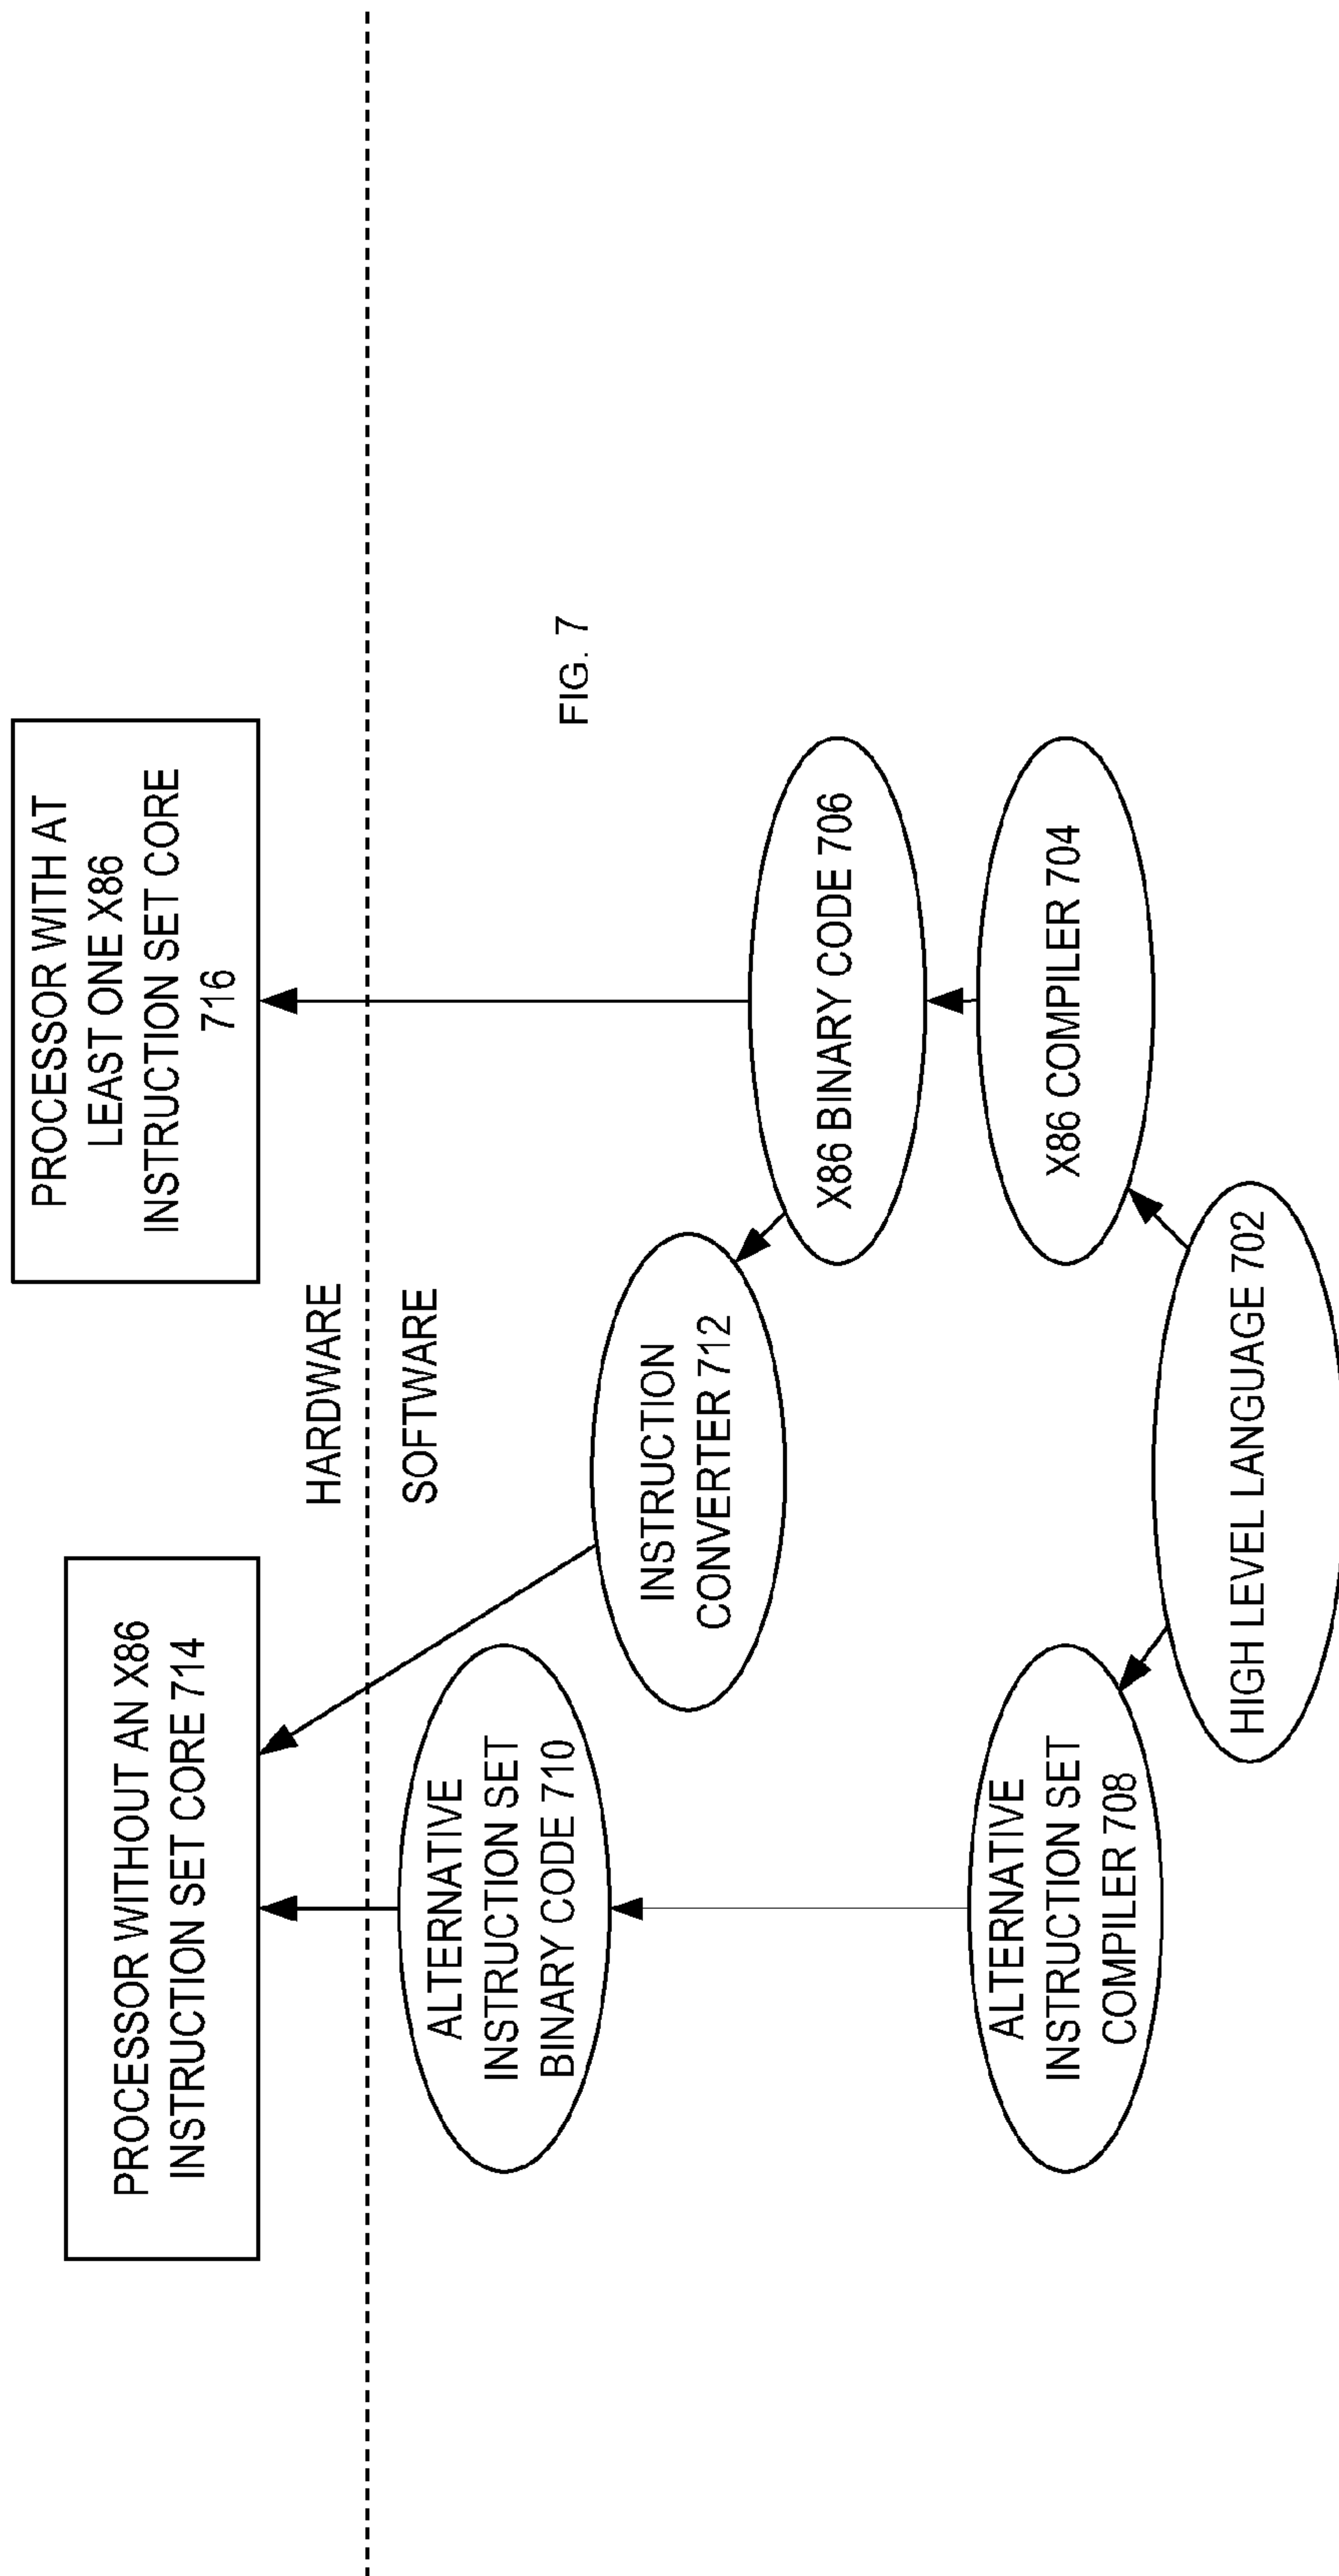 PROCESSOR WITHOUT AN X86
INSTRUCTION SET CORE 714
PROCESSOR WITH AT
LEAST ONE X86
INSTRUCTION SET CORE
716
HARDWARE
SOFTWARE
ALTERNATIVE
INSTRUCTION SET
BINARY CODE 710
INSTRUCTION
CONVERTER 712
FIG. 7
X86 BINARY CODE 706
ALTERNATIVE
INSTRUCTION SET
COMPILER 708
X86 COMPILER 704
HIGH LEVEL LANGUAGE 702